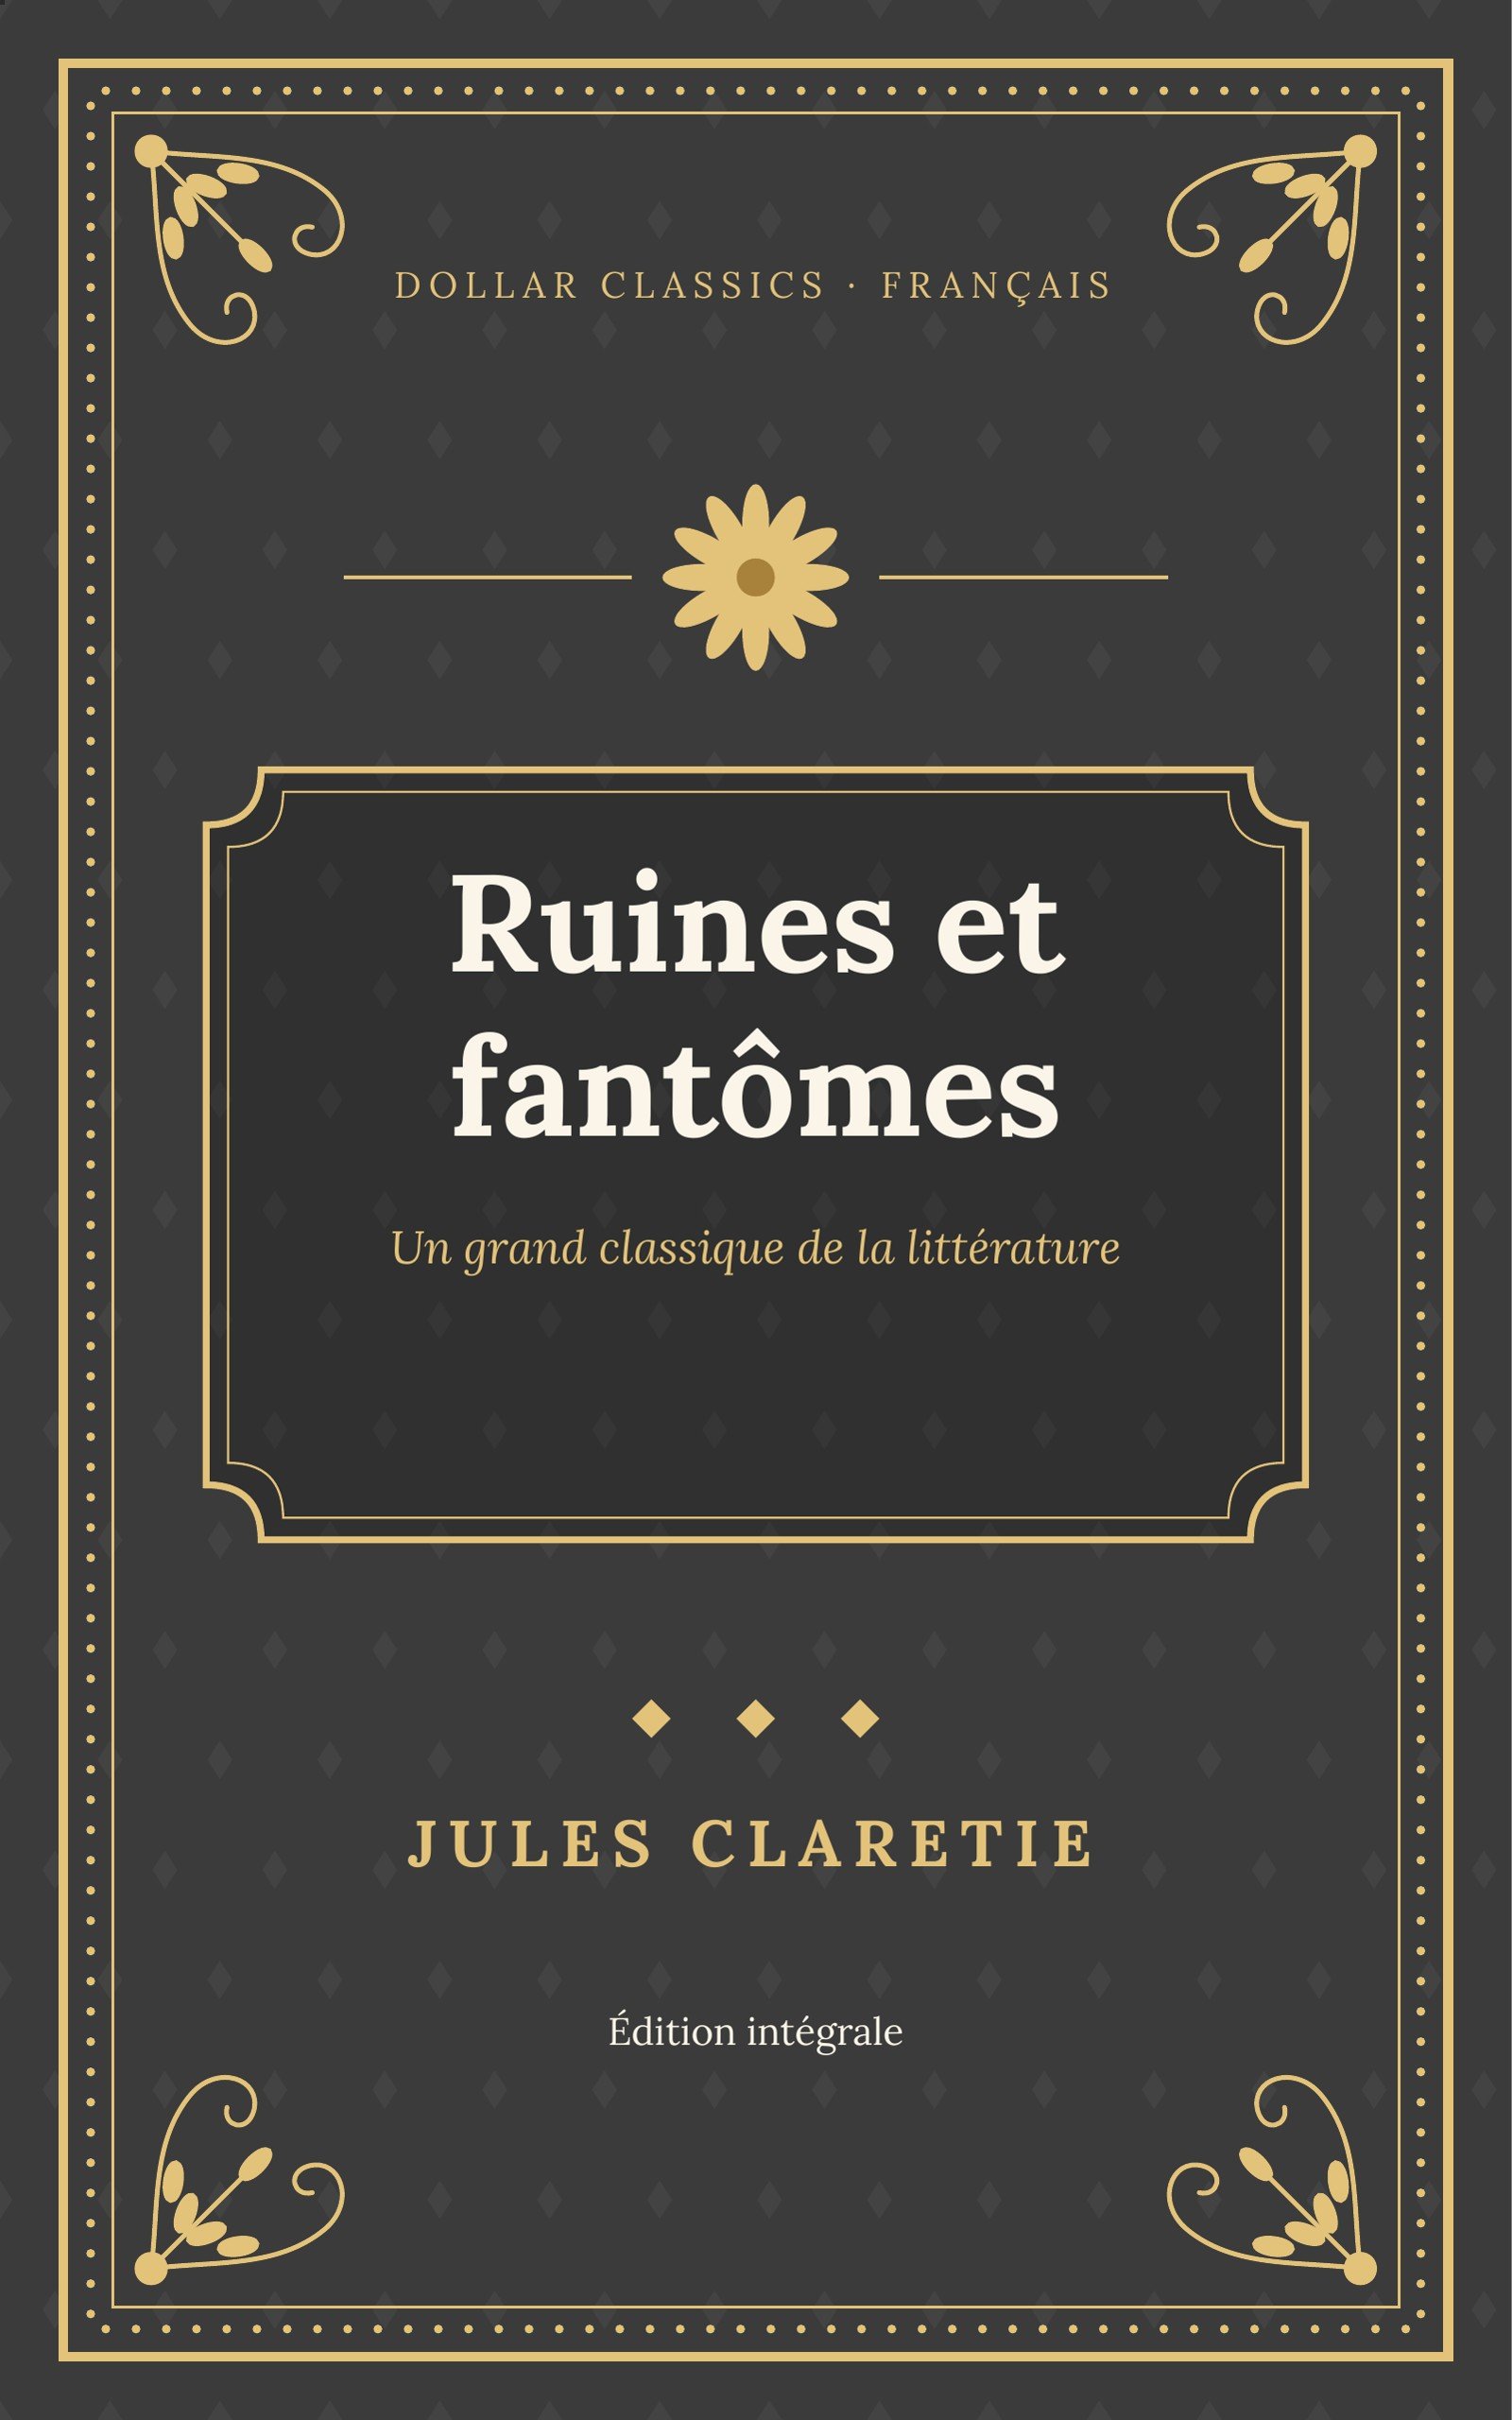 DOLLAR CLASSICS · FRANÇAIS
Ruines et
fantômes
Un grand classique de la littérature
JULES CLARETIE
Édition intégrale